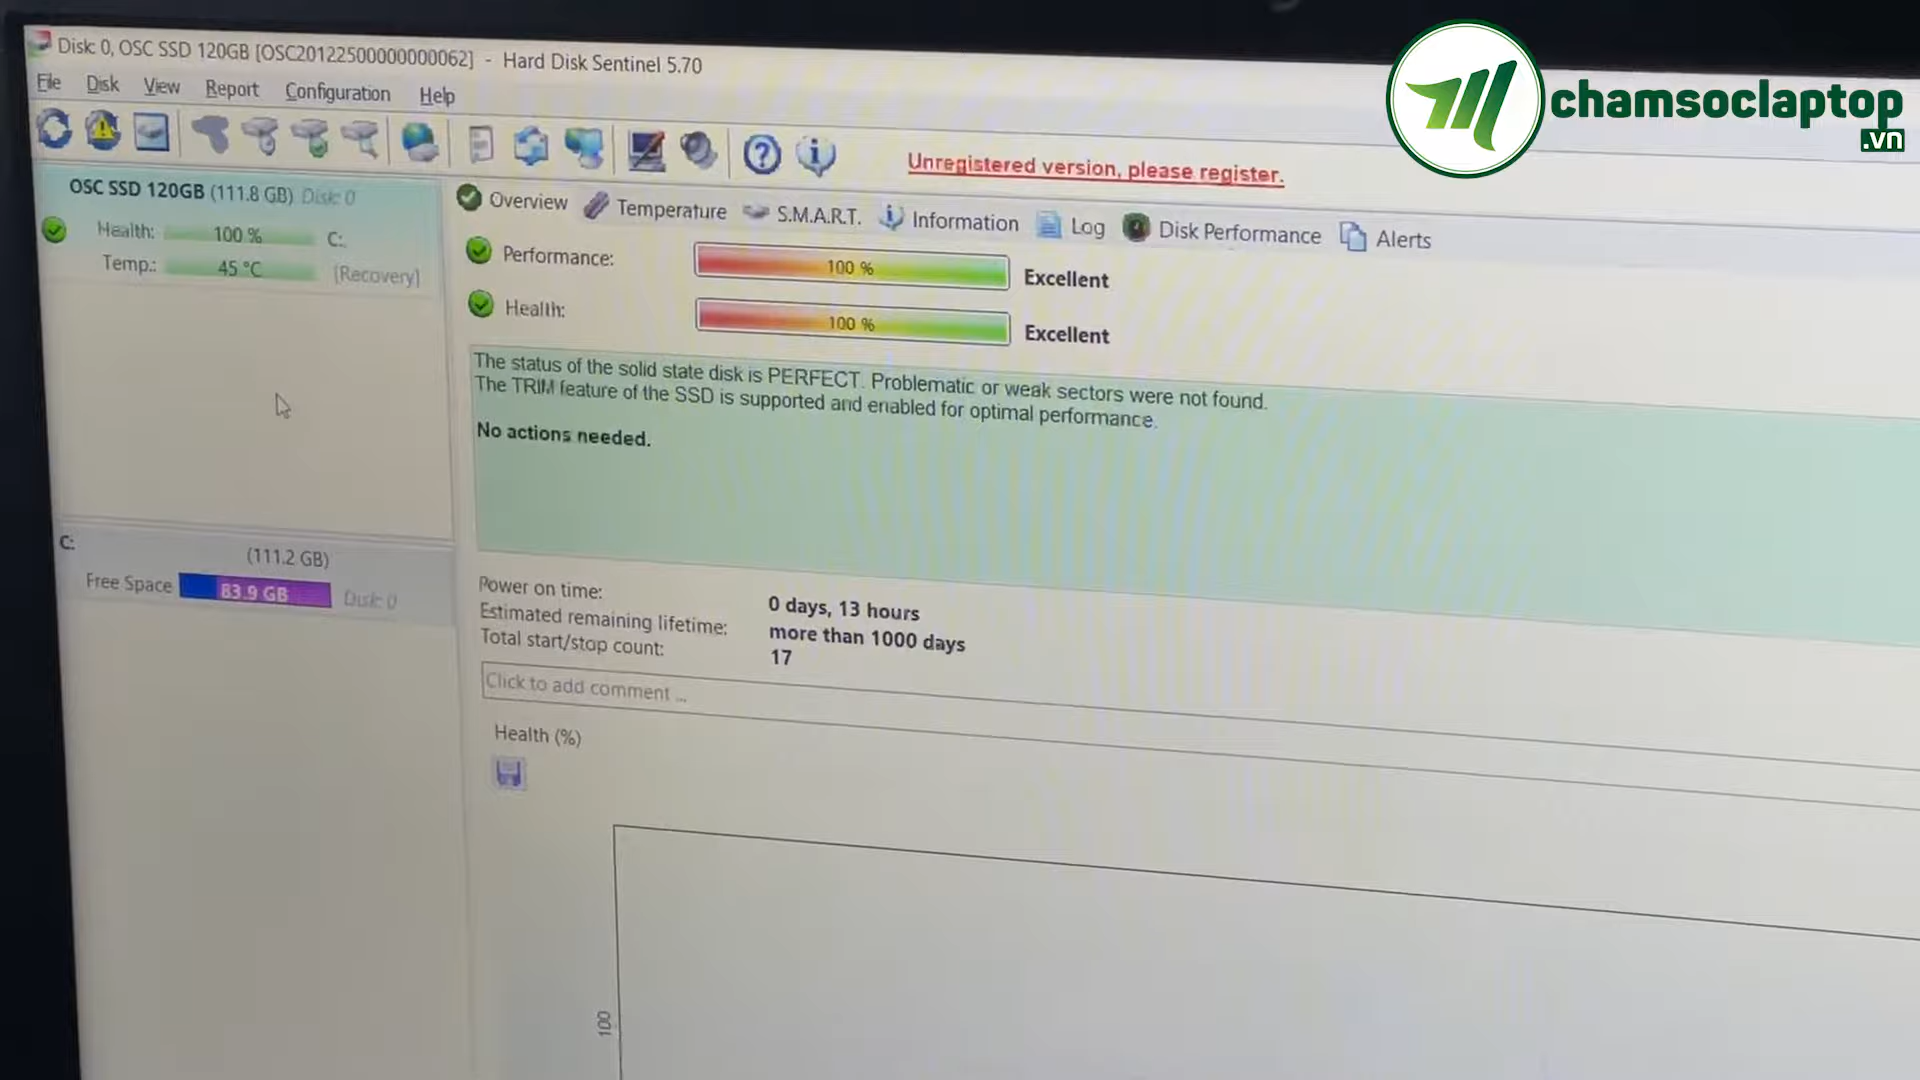 Disk: 0, OSC SSD 120GB [OSC20122500000000062] - Hard Disk Sentinel 5.70
File Disk View Report Configuration Help
chamsoclaptop
.vn
Unregistered version, please register.
OSC SSD 120GB (111.8 GB) Disk: 0
Health: 100 % C:
Temp.: 45 °C [Recovery]
Overview Temperature S.M.A.R.T. Information Log Disk Performance Alerts
Performance: 100 % Excellent
Health: 100 % Excellent
The status of the solid state disk is PERFECT. Problematic or weak sectors were not found.
The TRIM feature of the SSD is supported and enabled for optimal performance.
No actions needed.
C: (111.2 GB)
Free Space 83.9 GB Disk: 0
Power on time: 0 days, 13 hours
Estimated remaining lifetime: more than 1000 days
Total start/stop count: 17
Click to add comment ...
Health (%)
100